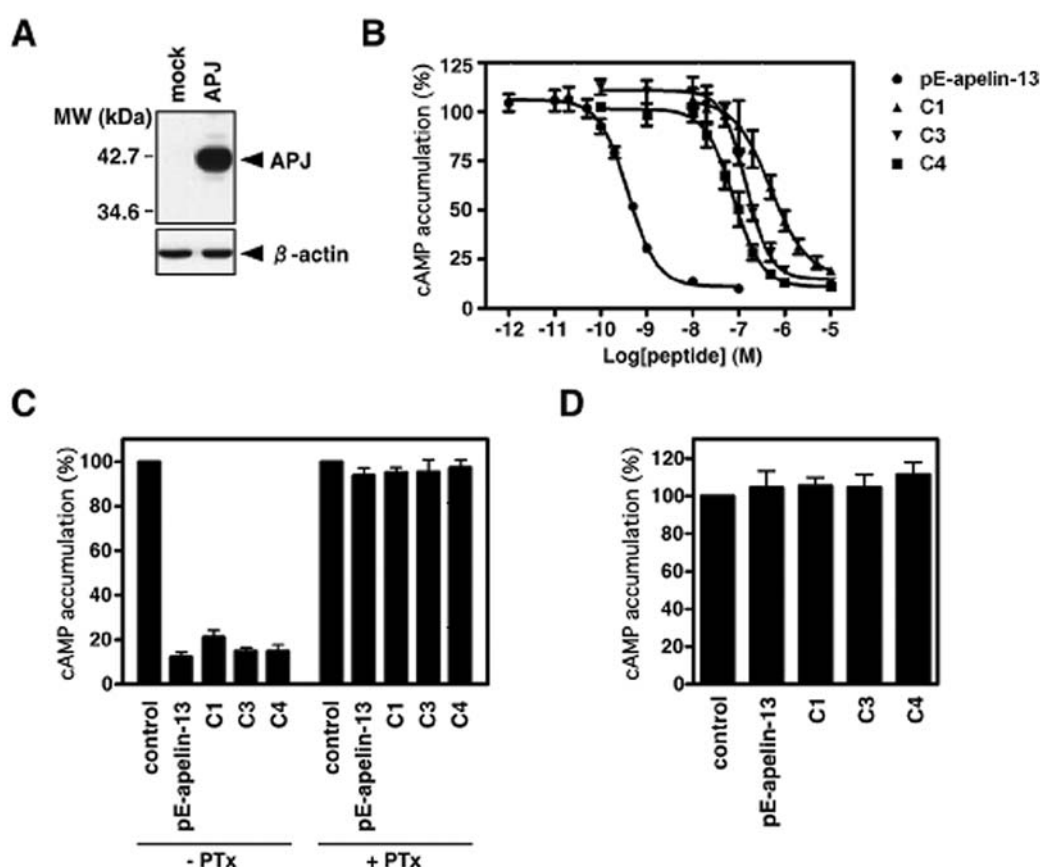 A
mock
APJ
MW (kDa)
42.7
APJ
34.6
β-actin
B
cAMP accumulation (%)
125
100
75
50
25
0
-12 -11 -10 -9 -8 -7 -6 -5
Log[peptide] (M)
pE-apelin-13
C1
C3
C4
C
cAMP accumulation (%)
100
80
60
40
20
0
control
pE-apelin-13
C1
C3
C4
control
pE-apelin-13
C1
C3
C4
- PTx
+ PTx
D
cAMP accumulation (%)
120
100
80
60
40
20
0
control
pE-apelin-13
C1
C3
C4